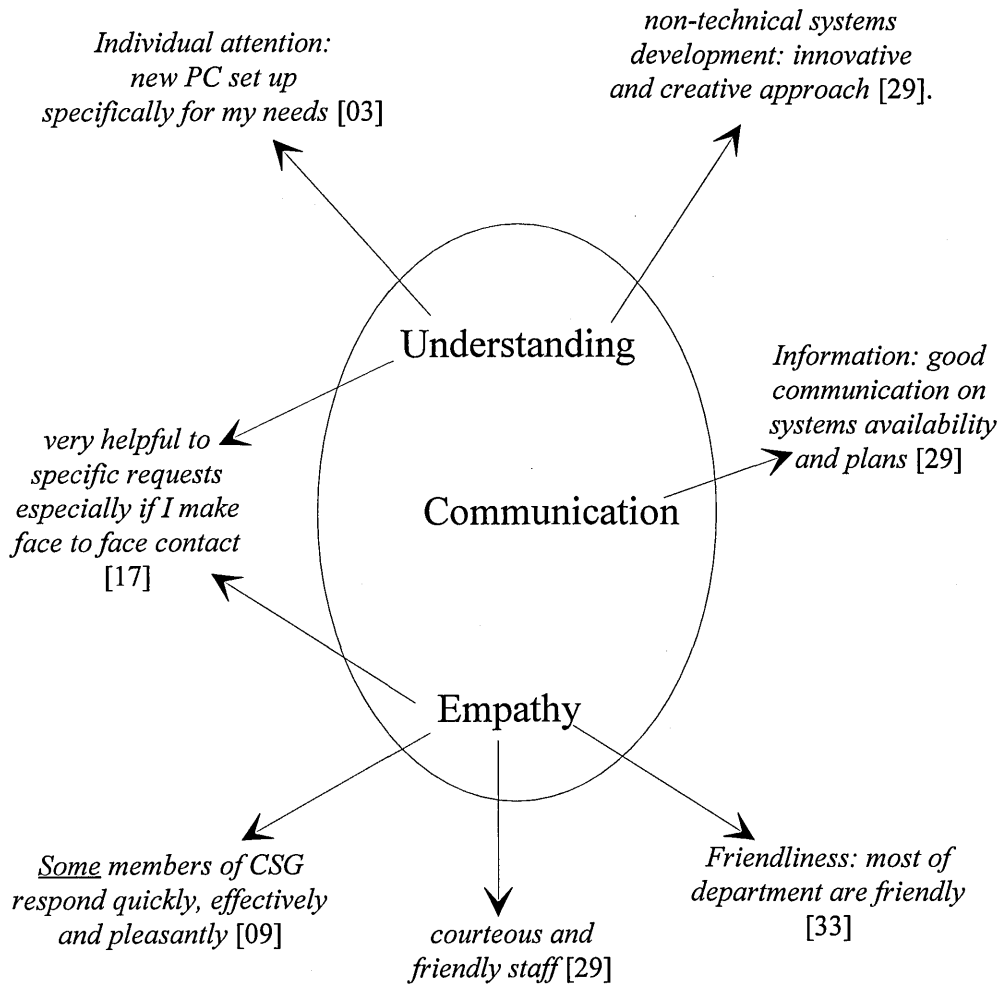 Individual attention:
new PC set up
specifically for my needs [03]
non-technical systems
development: innovative
and creative approach [29].
Understanding
Information: good
communication on
systems availability
and plans [29]
very helpful to
specific requests
especially if I make
face to face contact
[17]
Communication
Empathy
Some members of CSG
respond quickly, effectively
and pleasantly [09]
courteous and
friendly staff [29]
Friendliness: most of
department are friendly
[33]